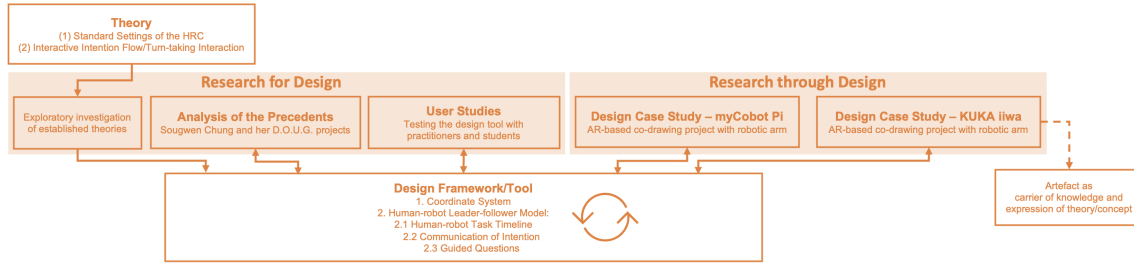 Theory
(1) Standard Settings of the HRC
(2) Interactive Intention Flow/Turn-taking Interaction
Research for Design
Exploratory investigation
of established theories
Analysis of the Precedents
Sougwen Chung and her D.O.U.G. projects
User Studies
Testing the design tool with
practitioners and students
Research through Design
Design Case Study – myCobot Pi
AR-based co-drawing project with robotic arm
Design Case Study – KUKA iiwa
AR-based co-drawing project with robotic arm
Design Framework/Tool
1. Coordinate System
2. Human-robot Leader-follower Model:
2.1 Human-robot Task Timeline
2.2 Communication of Intention
2.3 Guided Questions
Artefact as
carrier of knowledge and
expression of theory/concept